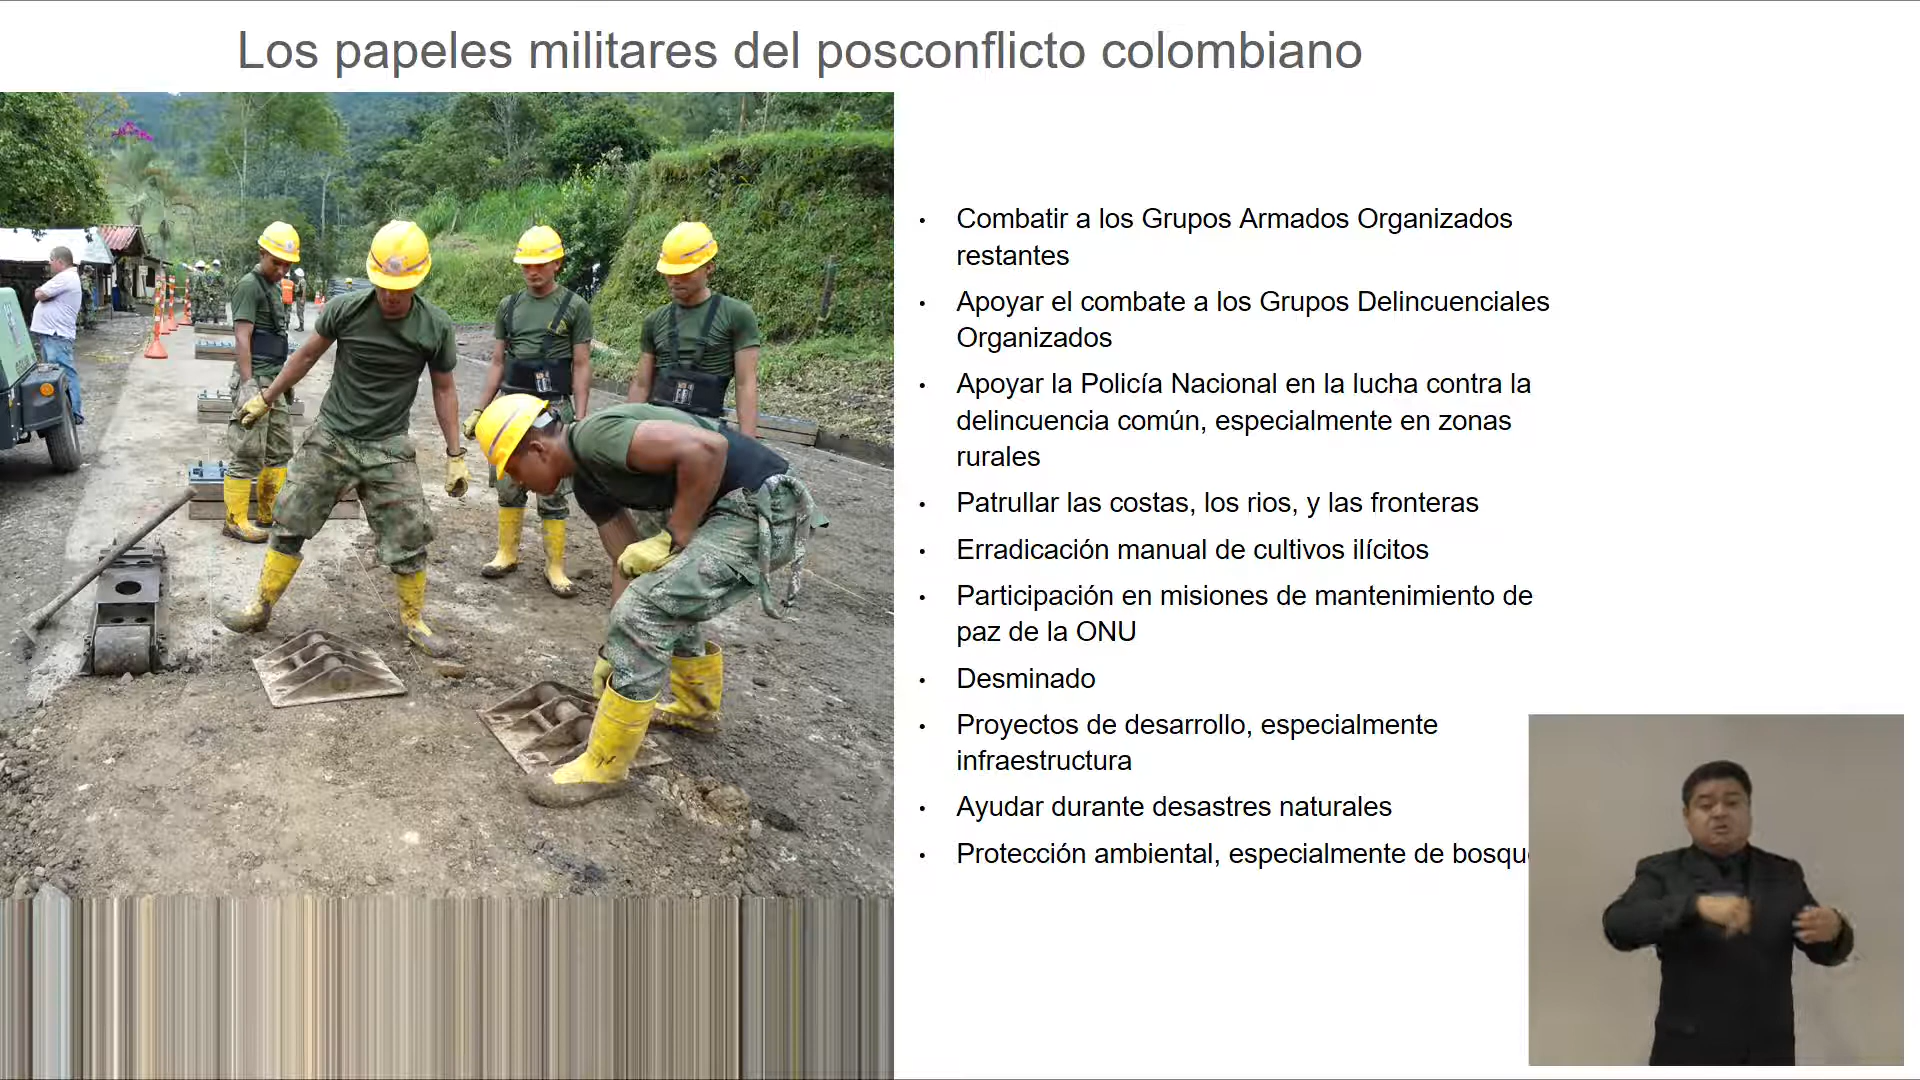 Los papeles militares del posconflicto colombiano
• Combatir a los Grupos Armados Organizados
restantes
• Apoyar el combate a los Grupos Delincuenciales
Organizados
• Apoyar la Policía Nacional en la lucha contra la
delincuencia común, especialmente en zonas
rurales
• Patrullar las costas, los rios, y las fronteras
• Erradicación manual de cultivos ilícitos
• Participación en misiones de mantenimiento de
paz de la ONU
• Desminado
• Proyectos de desarrollo, especialmente
infraestructura
• Ayudar durante desastres naturales
• Protección ambiental, especialmente de